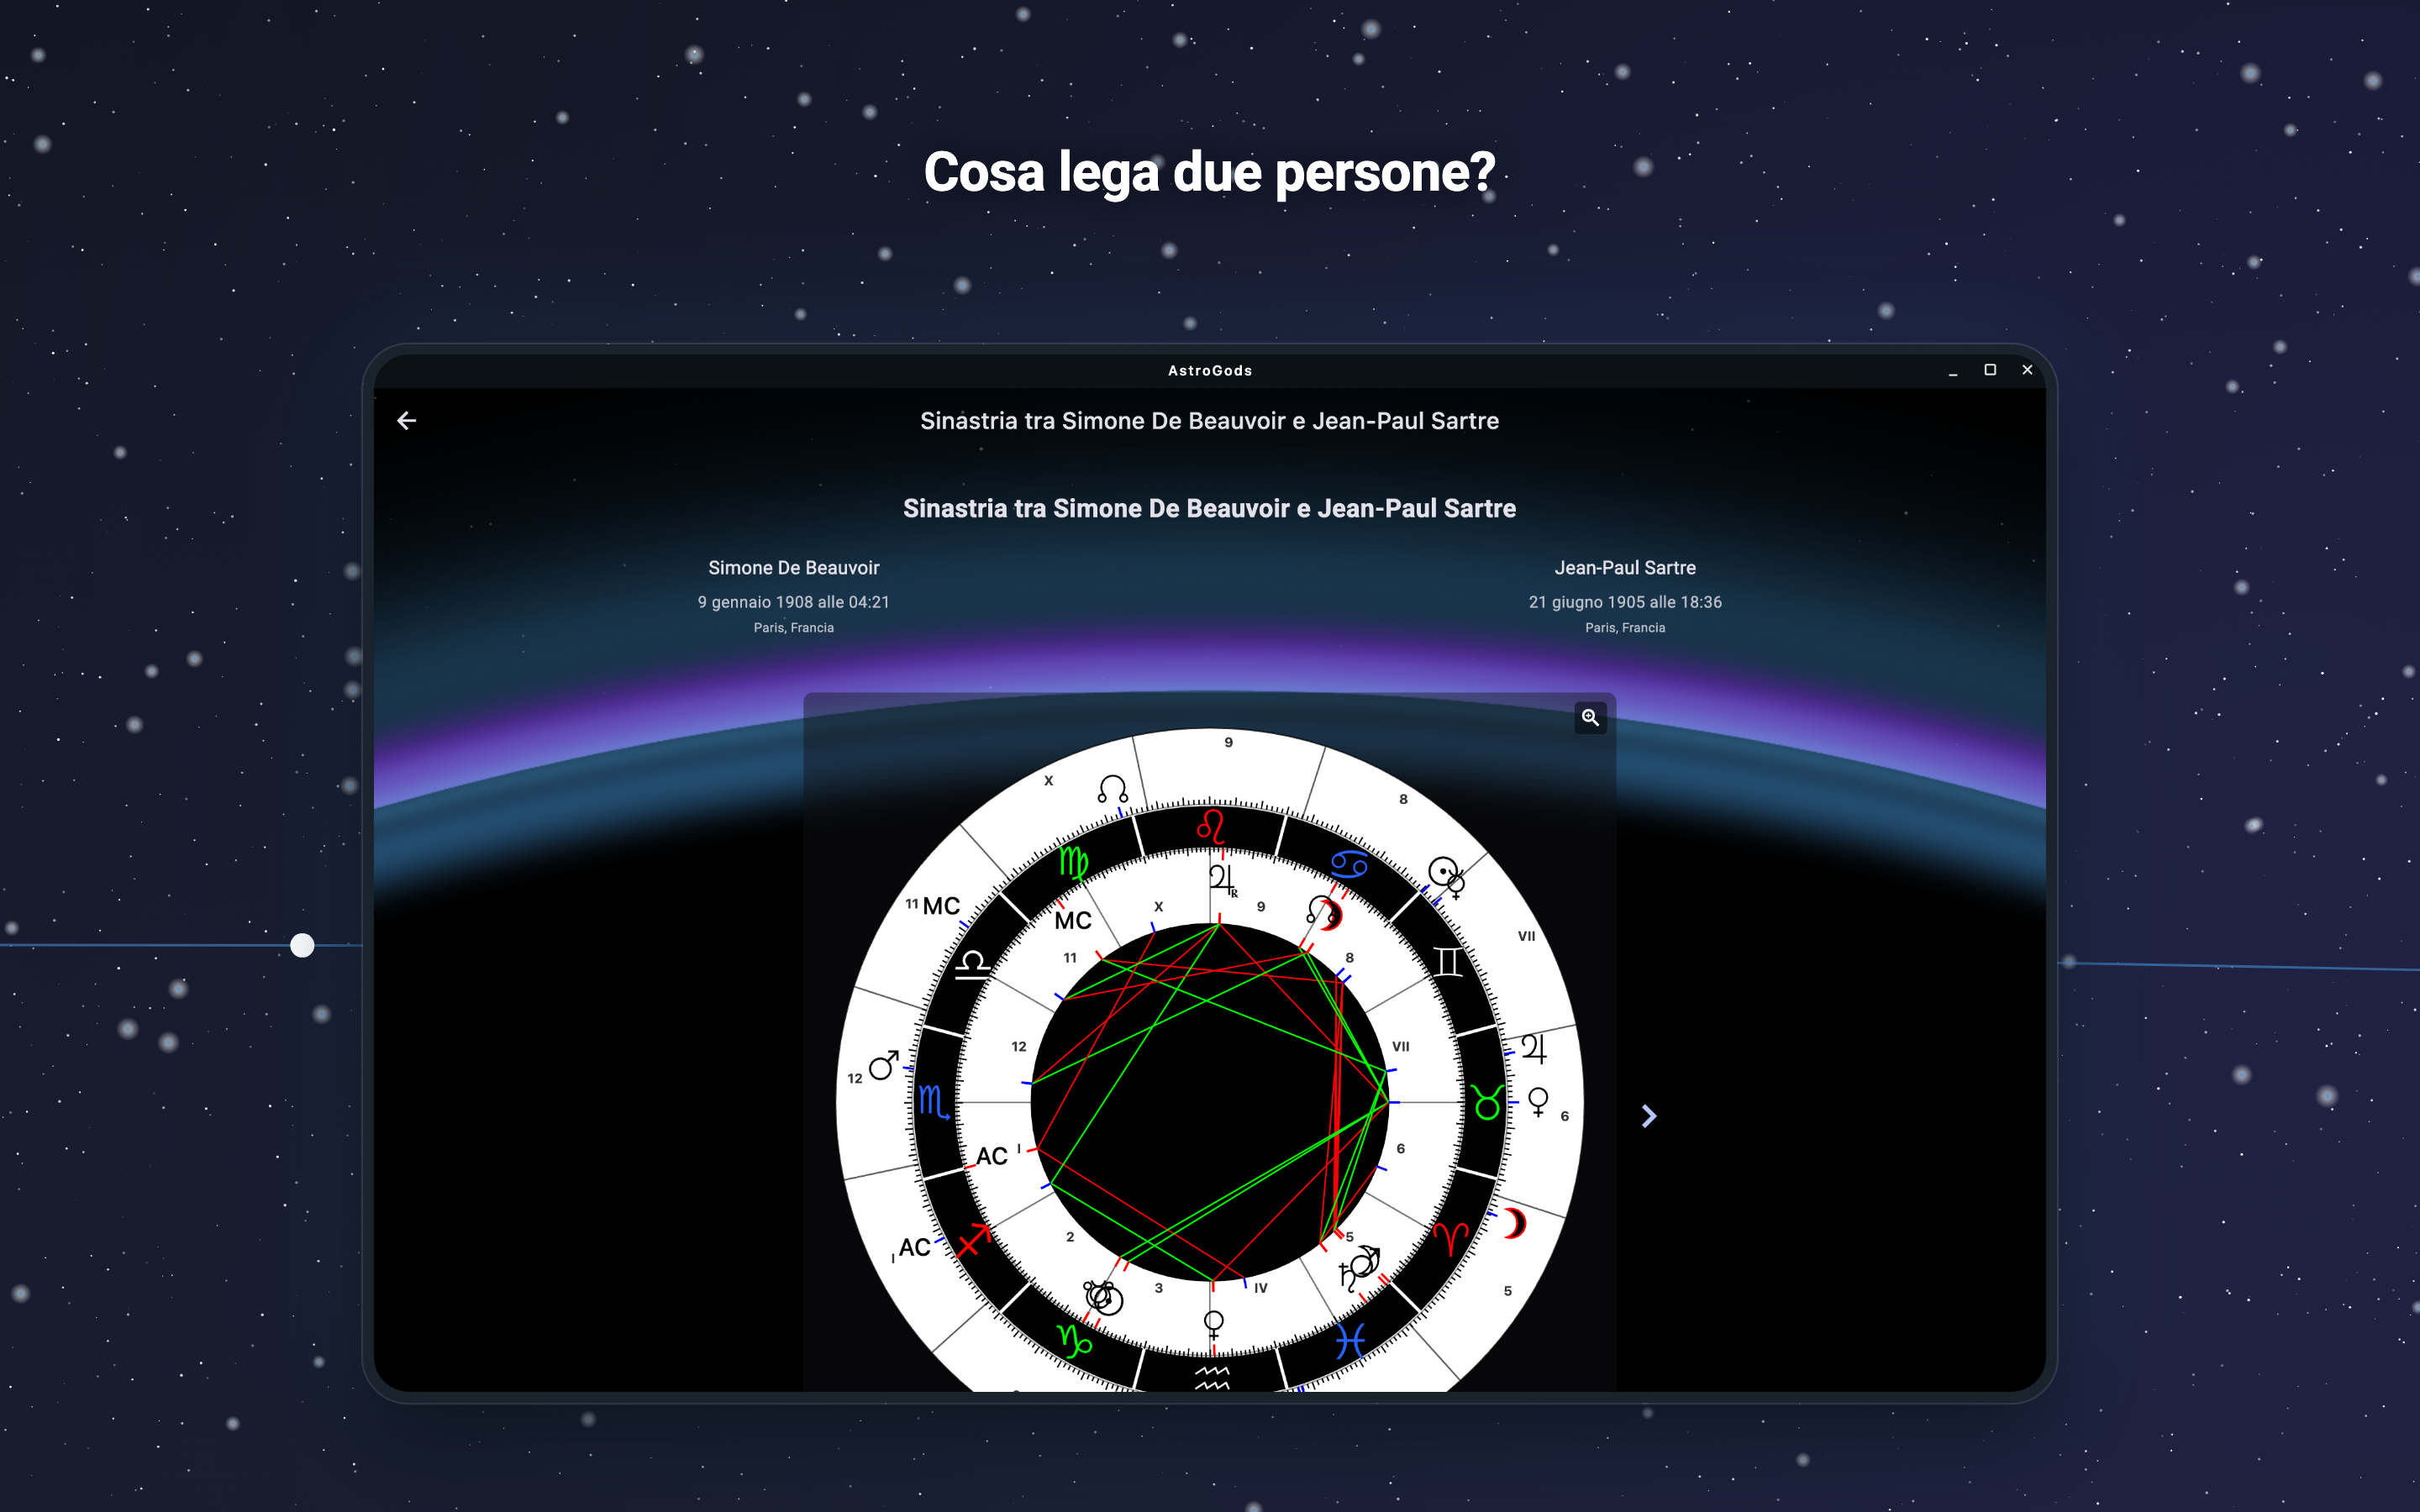 Cosa lega due persone?
AstroGods
Sinastria tra Simone De Beauvoir e Jean-Paul Sartre
Sinastria tra Simone De Beauvoir e Jean-Paul Sartre
Simone De Beauvoir
9 gennaio 1908 alle 04:21
Paris, Francia
Jean-Paul Sartre
21 giugno 1905 alle 18:36
Paris, Francia
9
X
8
11 MC
VII
12
6
I AC
5
X
9
MC
11
8
12
VII
AC I
6
2
5
3
IV
R